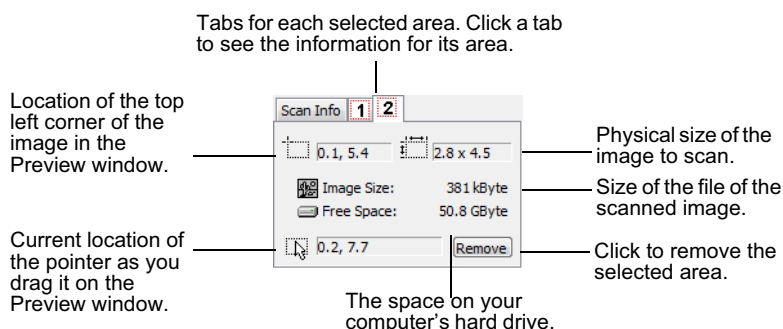 Tabs for each selected area. Click a tab
to see the information for its area.
Location of the top
left corner of the
image in the
Preview window.
Scan Info 1 2
0.1, 5.4 2.8 x 4.5
Physical size of the
image to scan.
Image Size: 381 kByte
Free Space: 50.8 GByte
Size of the file of the
scanned image.
Current location of
the pointer as you
drag it on the
Preview window.
0.2, 7.7 Remove
Click to remove the
selected area.
The space on your
computer's hard drive.